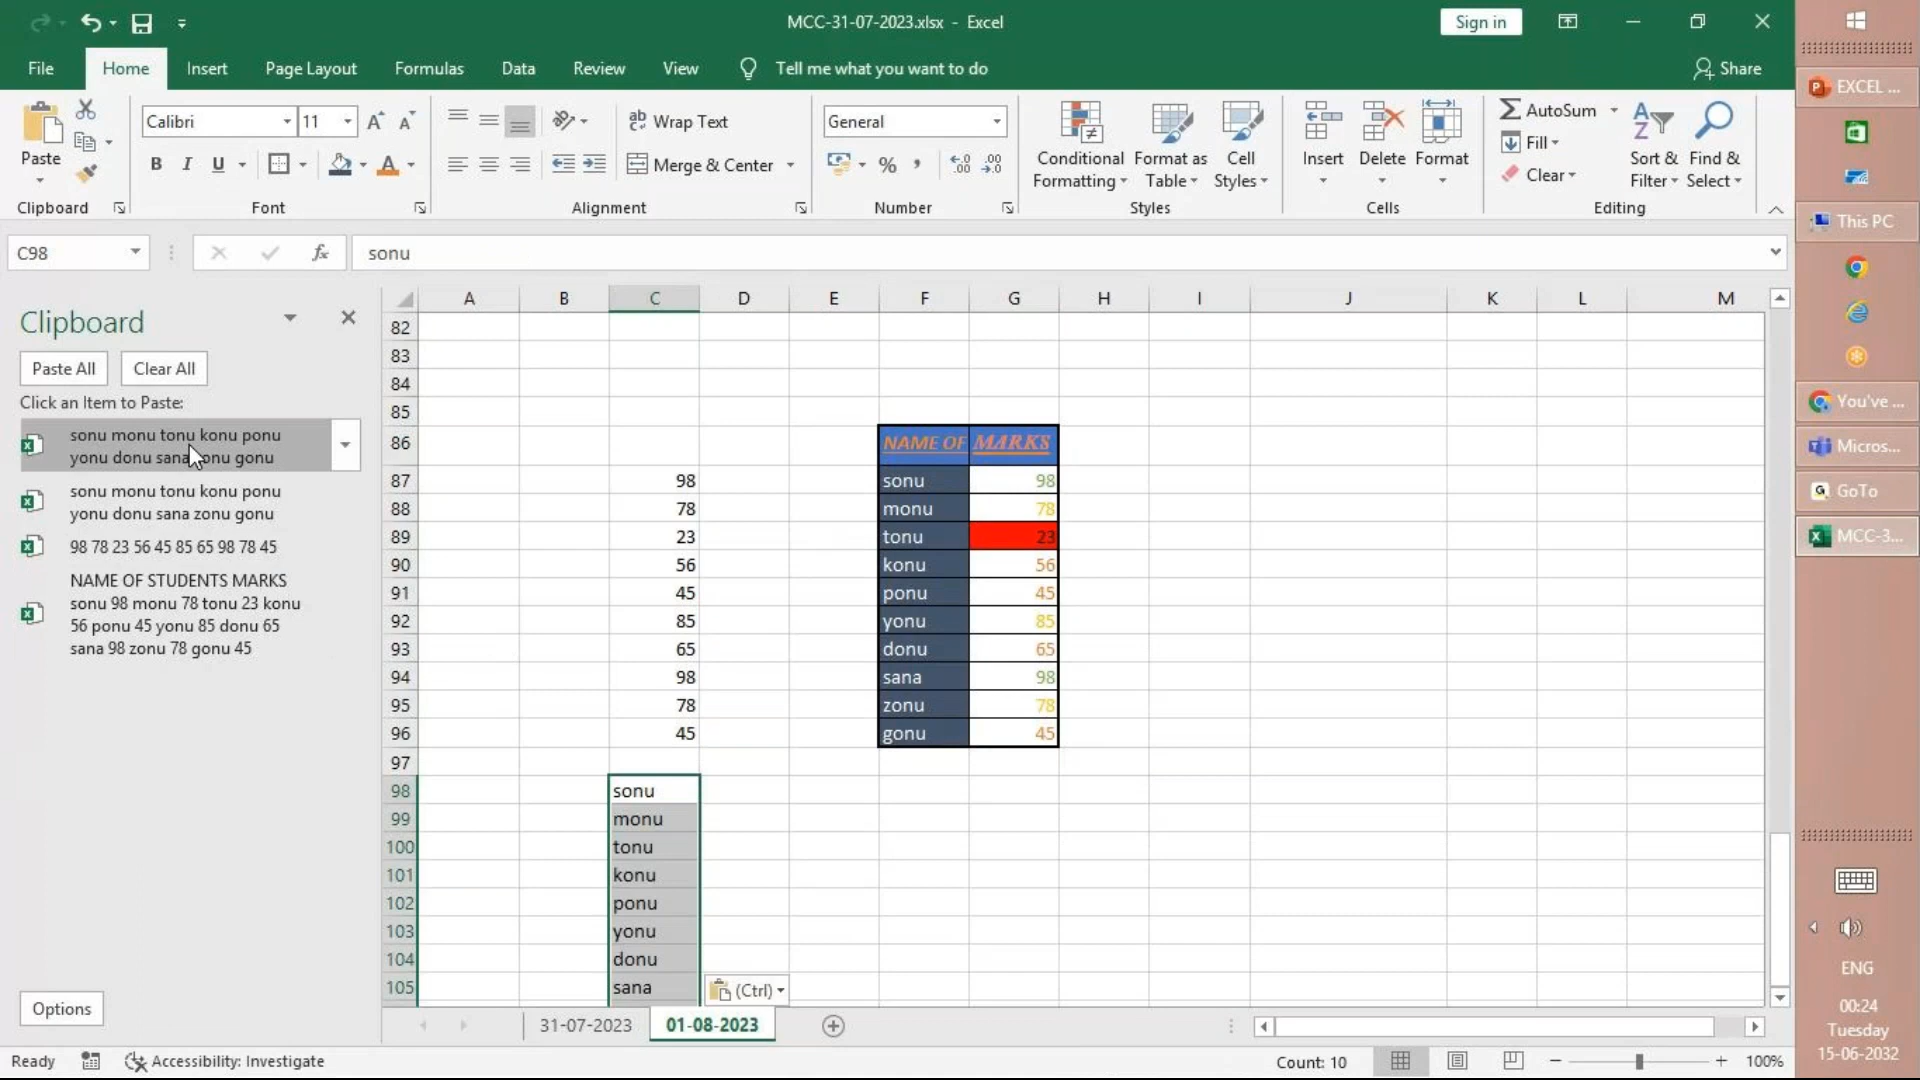 MCC-31-07-2023.xlsx - Excel
Sign in
File Home Insert Page Layout Formulas Data Review View Tell me what you want to do Share
Paste
Clipboard
Calibri 11
B I U
Font
Wrap Text
Merge & Center
Alignment
General
% ,
Number
Conditional Formatting
Format as Table
Cell Styles
Styles
Insert Delete Format
Cells
AutoSum
Fill
Clear
Sort & Filter
Find & Select
Editing
C98
fx
sonu
Clipboard
Paste All
Clear All
Click an Item to Paste:
sonu monu tonu konu ponu
yonu donu sana zonu gonu
sonu monu tonu konu ponu
yonu donu sana zonu gonu
98 78 23 56 45 85 65 98 78 45
NAME OF STUDENTS MARKS
sonu 98 monu 78 tonu 23 konu
56 ponu 45 yonu 85 donu 65
sana 98 zonu 78 gonu 45
Options
A B C D E F G H I J K L M
82
83
84
85
86 NAME OF MARKS
87 98 sonu 98
88 78 monu 78
89 23 tonu 23
90 56 konu 56
91 45 ponu 45
92 85 yonu 85
93 65 donu 65
94 98 sana 98
95 78 zonu 78
96 45 gonu 45
97
98 sonu
99 monu
100 tonu
101 konu
102 ponu
103 yonu
104 donu
105 sana
(Ctrl)
31-07-2023
01-08-2023
Ready
Accessibility: Investigate
Count: 10
100%
EXCEL ...
This PC
You've ...
Micros...
GoTo
MCC-3...
ENG
00:24
Tuesday
15-06-2032